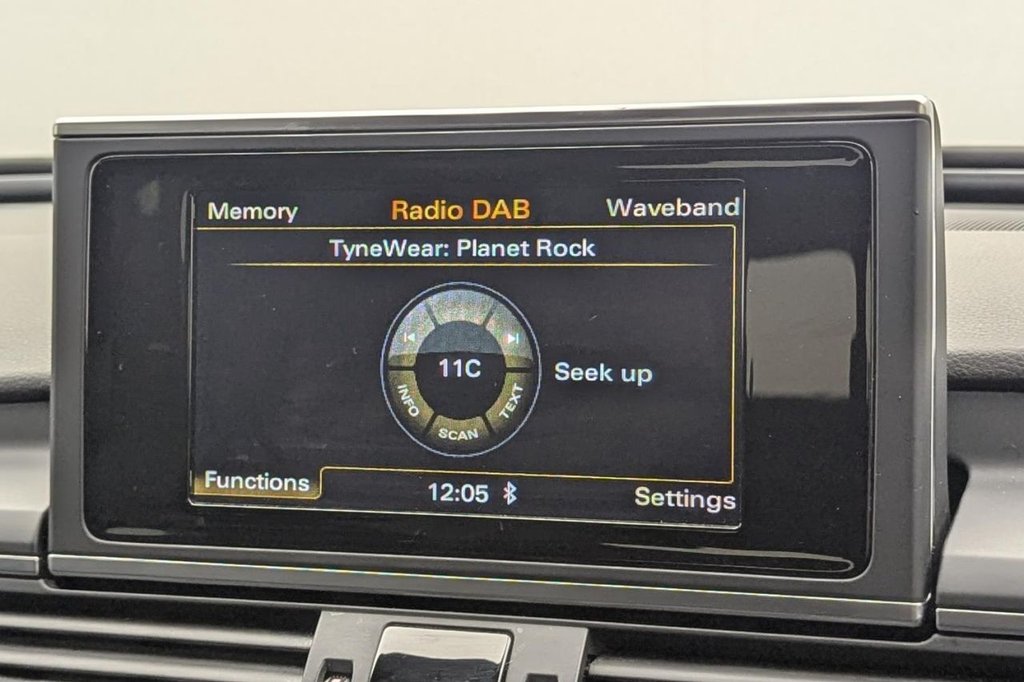 Memory Radio DAB Waveband
TyneWear: Planet Rock
11C
Seek up
INFO
SCAN
TEXT
Functions 12:05 Settings